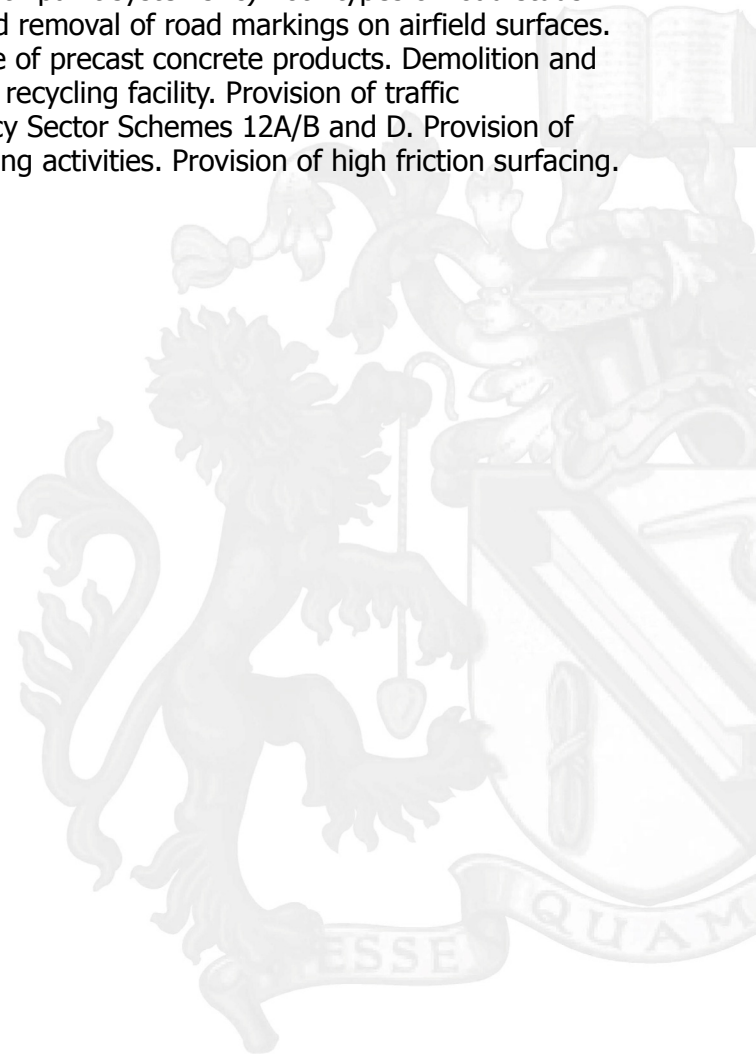 d removal of road markings on airfield surfaces.
e of precast concrete products. Demolition and
recycling facility. Provision of traffic
cy Sector Schemes 12A/B and D. Provision of
ng activities. Provision of high friction surfacing.
ESSE
QUAM